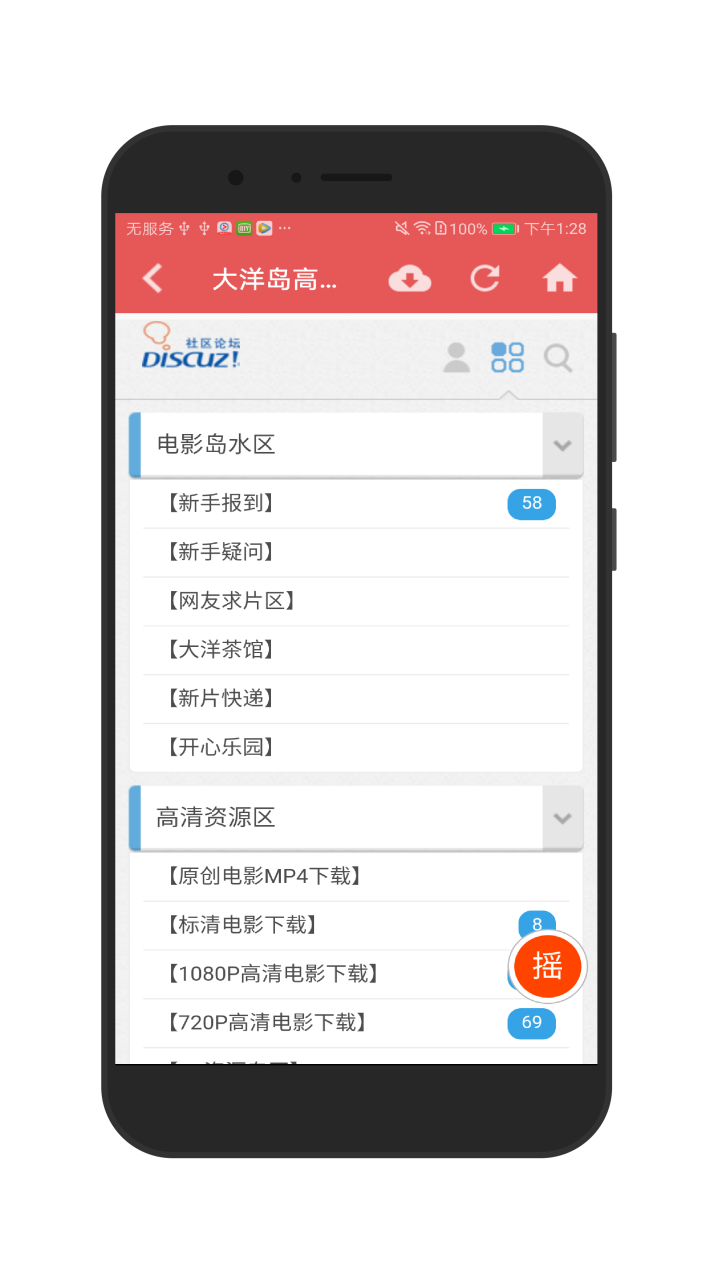 无服务 100% 下午1:28
大洋岛高...
社区论坛
DISCUZ!
电影岛水区
【新手报到】 58
【新手疑问】
【网友求片区】
【大洋茶馆】
【新片快递】
【开心乐园】
高清资源区
【原创电影MP4下载】
【标清电影下载】 8
【1080P高清电影下载】
摇
【720P高清电影下载】 69